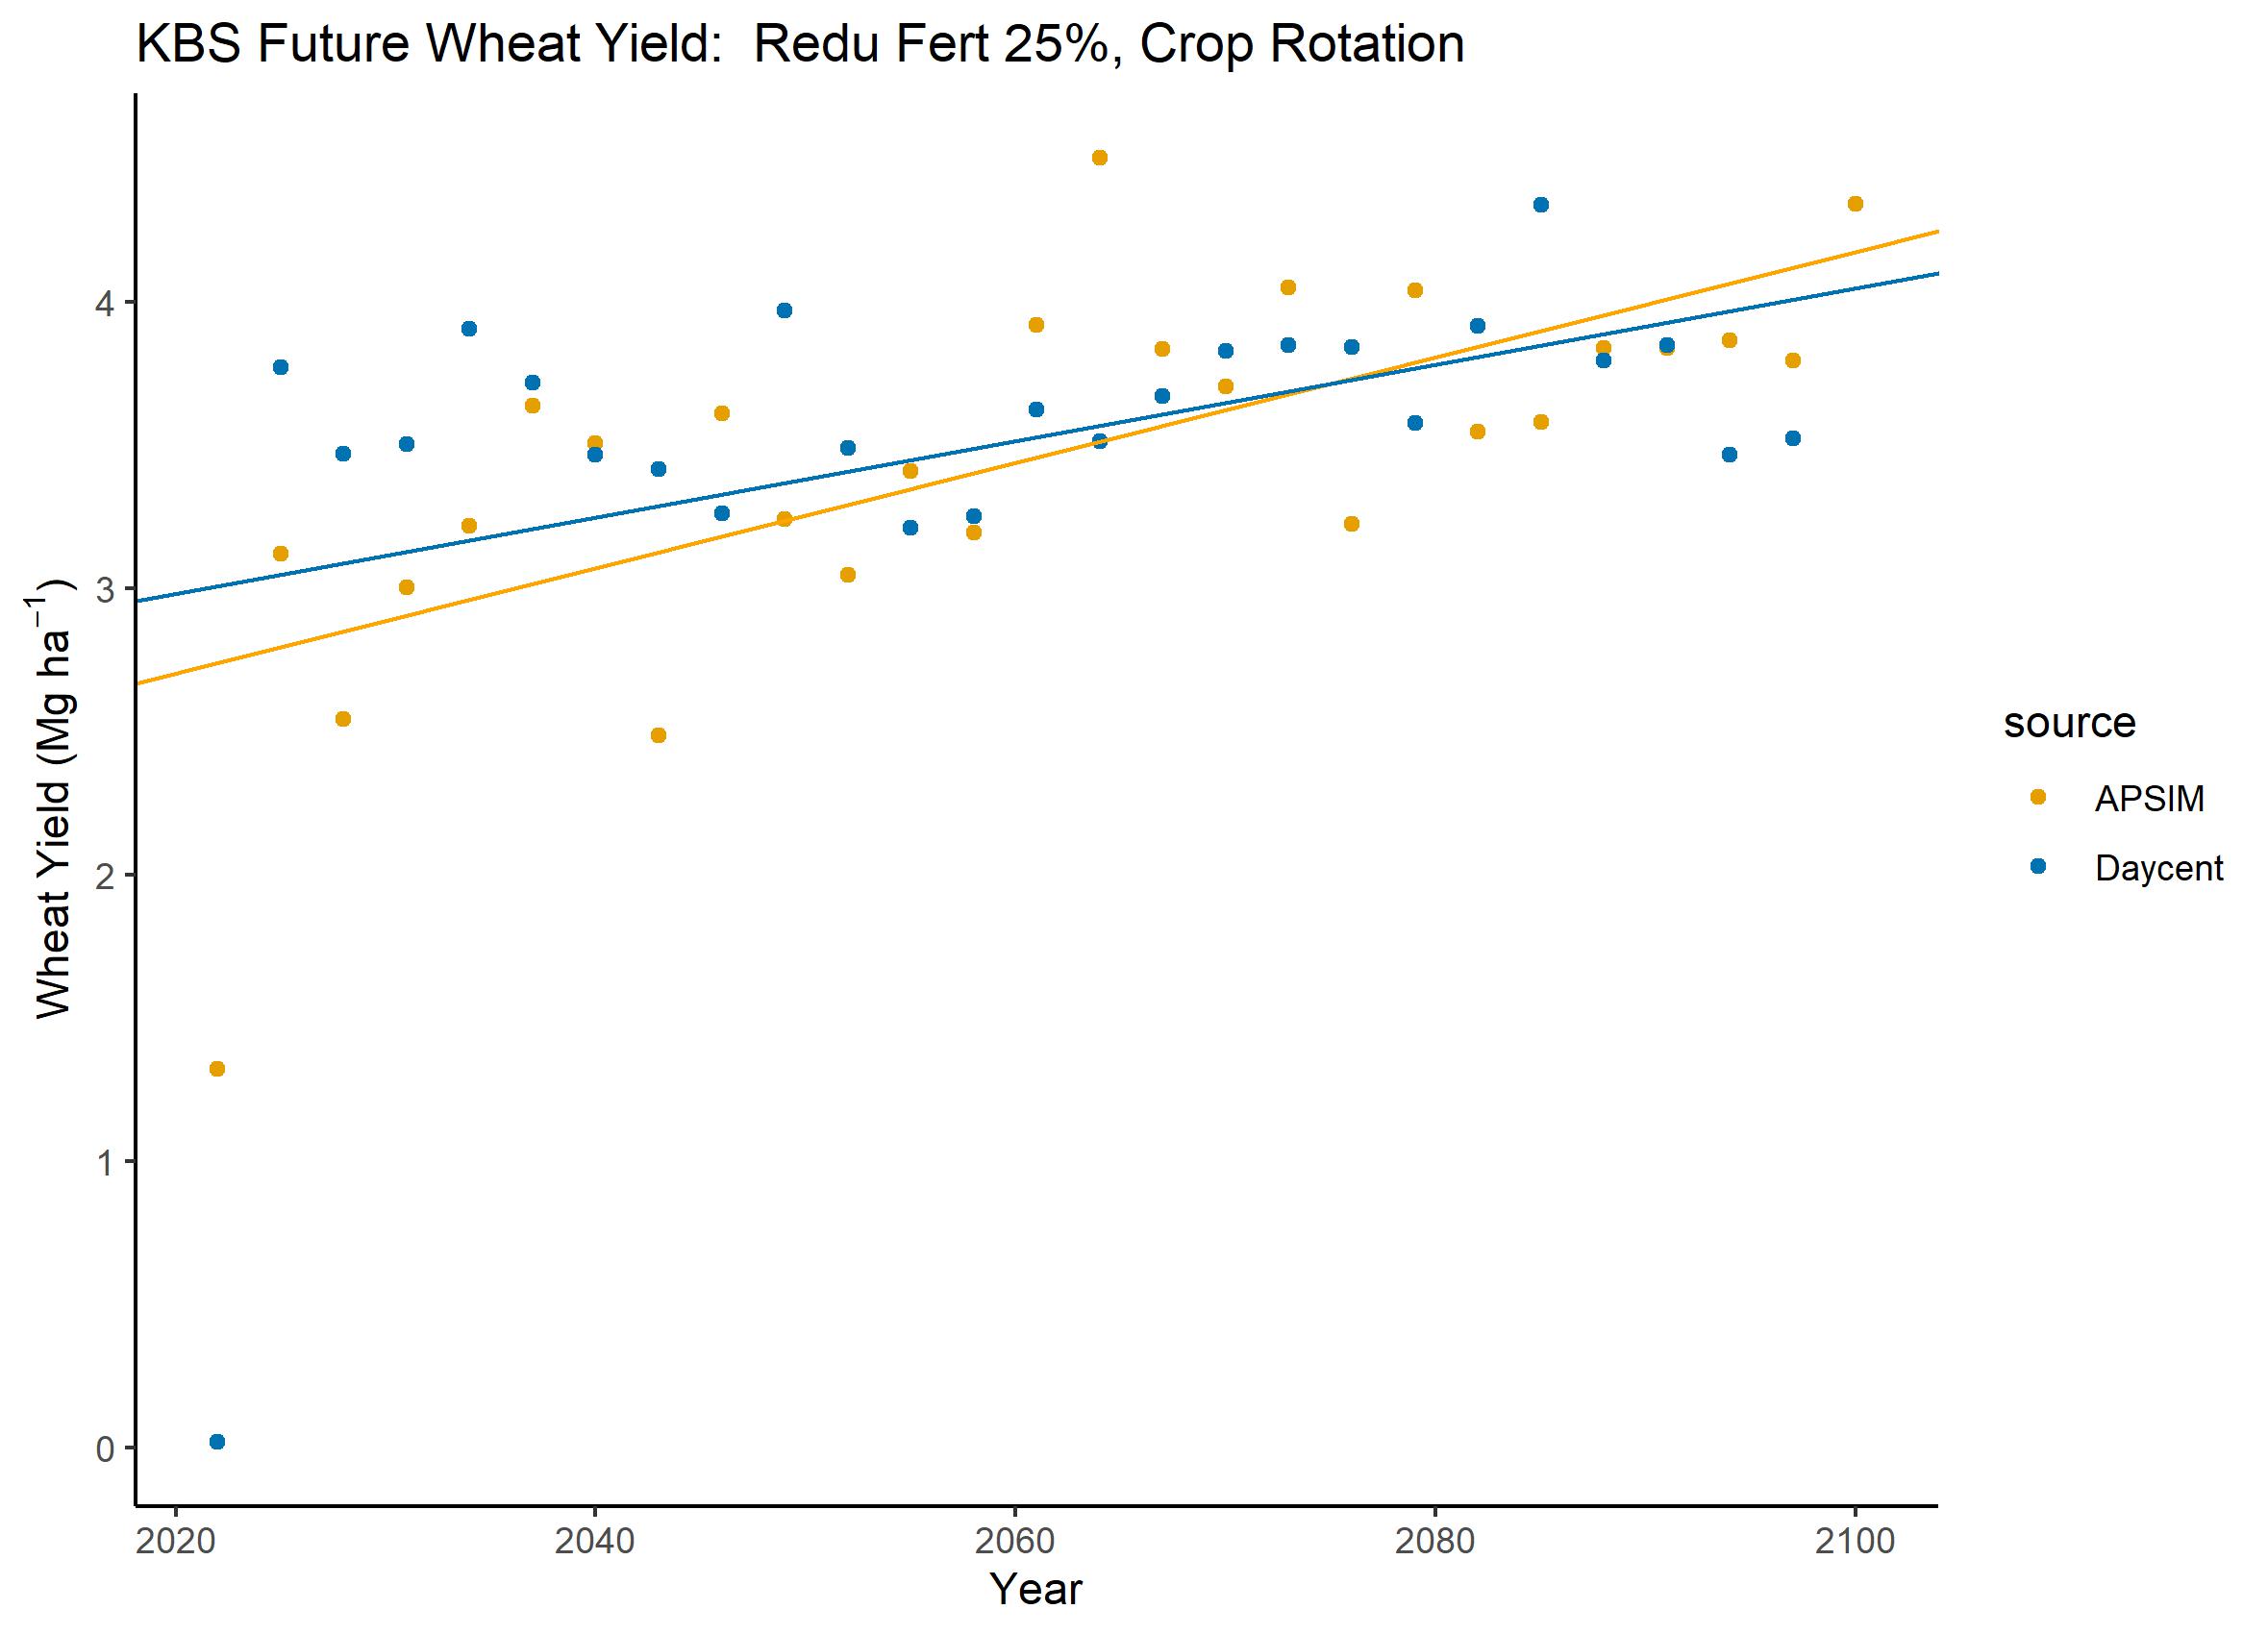 KBS Future Wheat Yield:  Redu Fert 25%, Crop Rotation
Wheat Yield (Mg ha⁻¹)
4
3
2
1
0
2020 2040 2060 2080 2100
Year
source
APSIM
Daycent